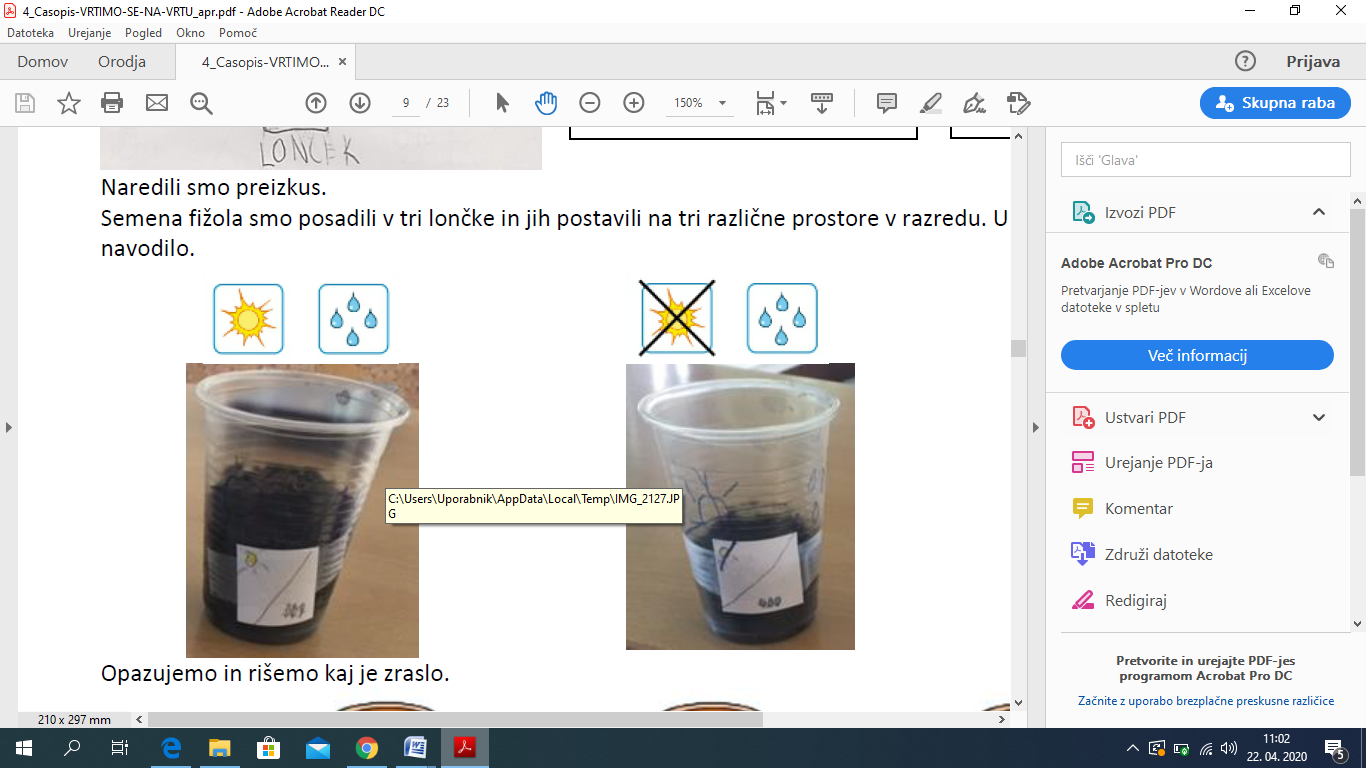 4_Casopis-VRTIMO-SE-NA-VRTU_apr.pdf - Adobe Acrobat Reader DC
Datoteka Urejanje Pogled Okno Pomoč
Domov Orodja 4_Casopis-VRTIMO... × ? Prijava
9 / 23 150% Skupna raba
LONČEK
Naredili smo preizkus.
Semena fižola smo posadili v tri lončke in jih postavili na tri različne prostore v razredu. U
navodilo.
C:\Users\Uporabnik\AppData\Local\Temp\IMG_2127.JP
G
Opazujemo in rišemo kaj je zraslo.
210 x 297 mm
Išči 'Glava'
Izvozi PDF
Adobe Acrobat Pro DC
Pretvarjanje PDF-jev v Wordove ali Excelove
datoteke v spletu
Več informacij
Ustvari PDF
Urejanje PDF-ja
Komentar
Združi datoteke
Redigiraj
Pretvorite in urejajte PDF-jes
programom Acrobat Pro DC
Začnite z uporabo brezplačne preskusne različice
11:02
22. 04. 2020
5